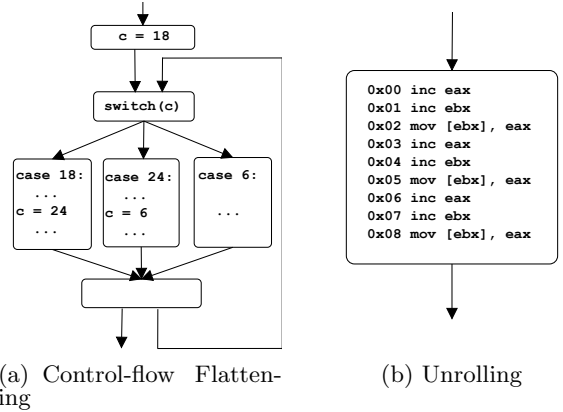 c = 18
switch(c)
case 18:
...
c = 24
...
case 24:
...
c = 6
...
case 6:
...
(a) Control-flow Flatten-
ing
0x00 inc eax
0x01 inc ebx
0x02 mov [ebx], eax
0x03 inc eax
0x04 inc ebx
0x05 mov [ebx], eax
0x06 inc eax
0x07 inc ebx
0x08 mov [ebx], eax
(b) Unrolling